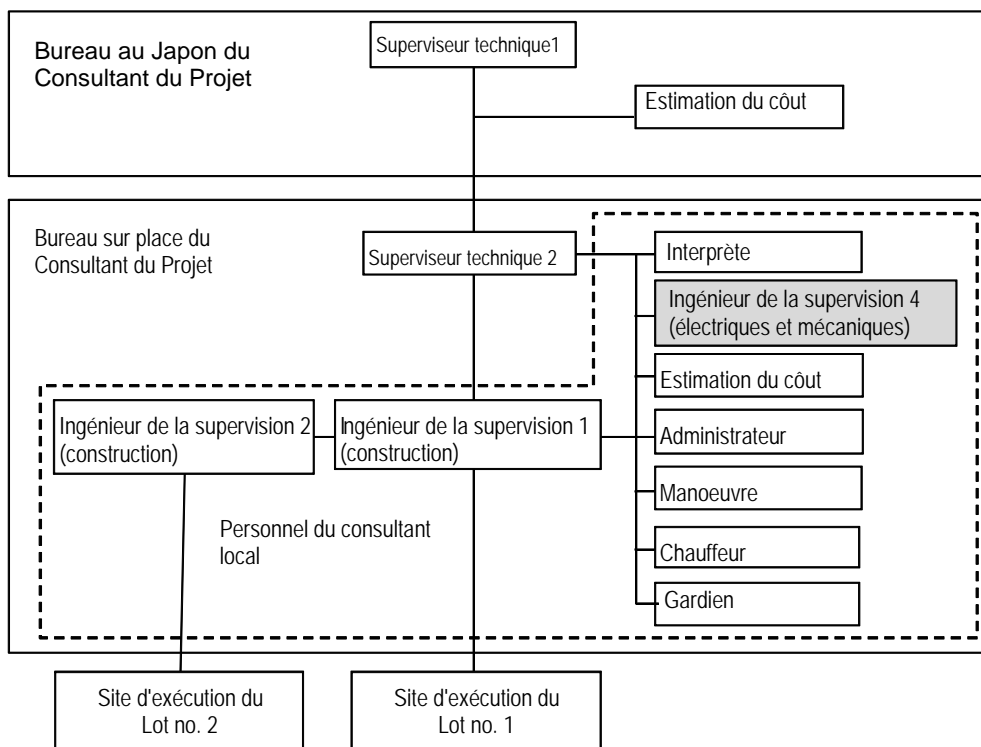 Bureau au Japon du
Consultant du Projet
Superviseur technique1
Estimation du côut
Bureau sur place du
Consultant du Projet
Superviseur technique 2
Interprète
Ingénieur de la supervision 4
(électriques et mécaniques)
Estimation du côut
Ingénieur de la supervision 2
(construction)
Ingénieur de la supervision 1
(construction)
Administrateur
Manoeuvre
Personnel du consultant
local
Chauffeur
Gardien
Site d'exécution du
Lot no. 2
Site d'exécution du
Lot no. 1